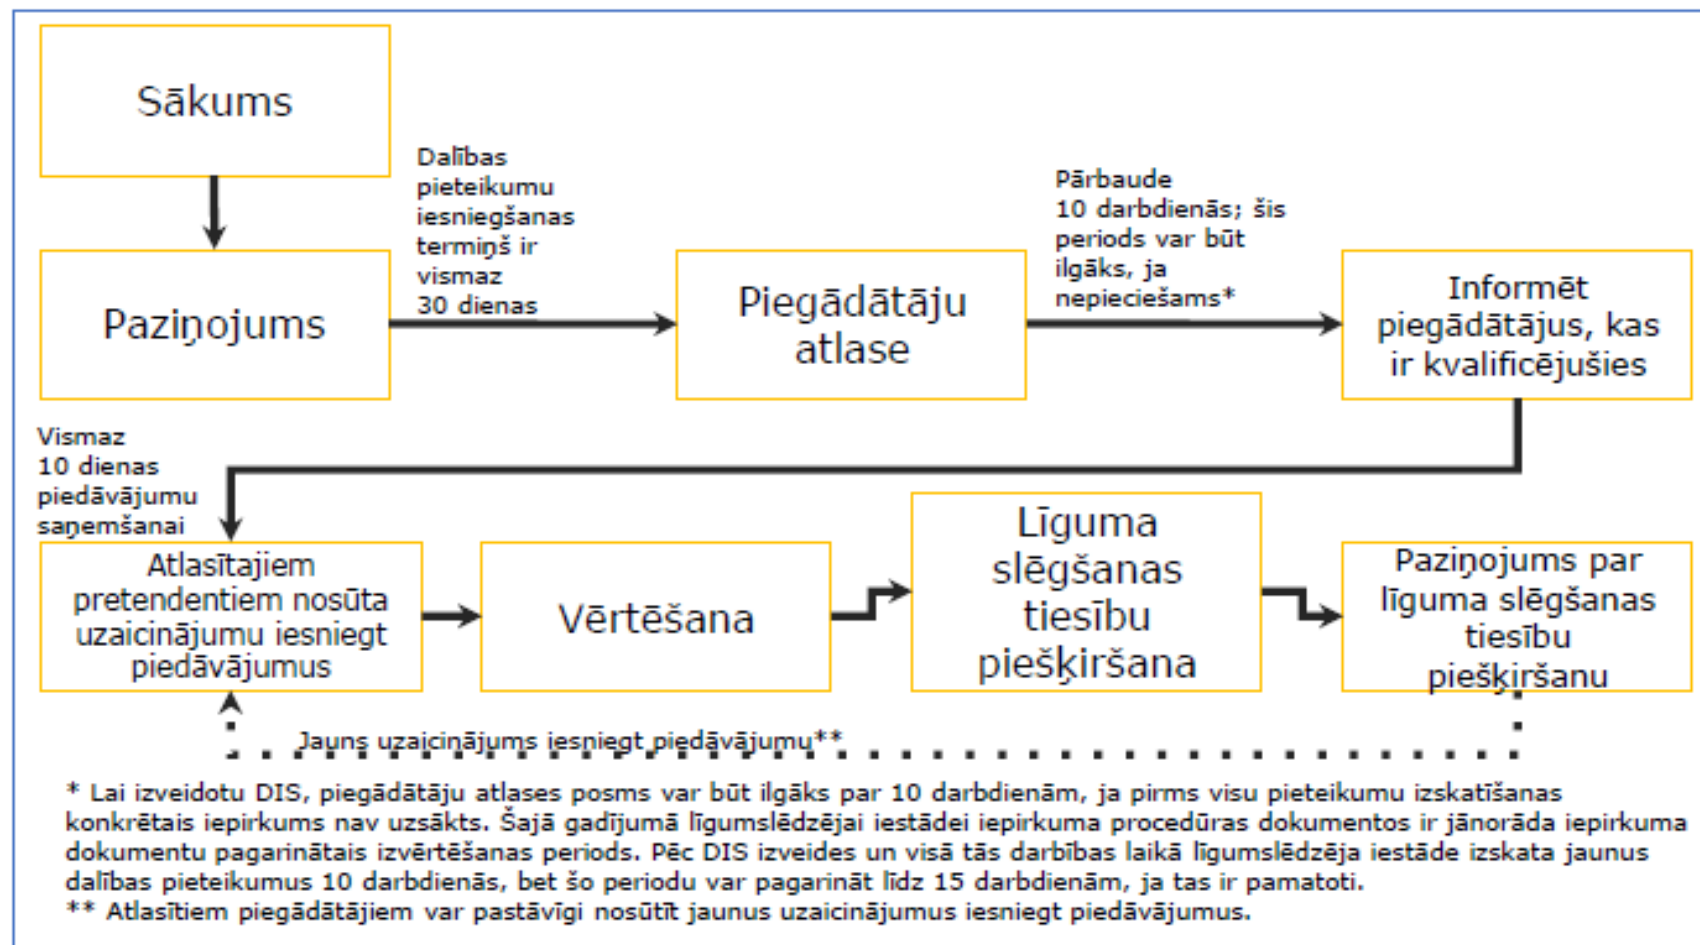 Sākums
Dalības
pieteikumu
iesniegšanas
termiņš ir
vismaz
30 dienas
Pārbaude
10 darbdienās; šis
periods var būt
ilgāks, ja
nepieciešams*
Paziņojums
Piegādātāju
atlase
Informēt
piegādātājus, kas
ir kvalificējušies
Vismaz
10 dienas
piedāvājumu
saņemšanai
Atlasītajiem
pretendentiem nosūta
uzaicinājumu iesniegt
piedāvājumus
Vērtēšana
Līguma
slēgšanas
tiesību
piešķiršana
Paziņojums par
līguma slēgšanas
tiesību
piešķiršanu
Jauns uzaicinājums iesniegt piedāvājumu**
* Lai izveidotu DIS, piegādātāju atlases posms var būt ilgāks par 10 darbdienām, ja pirms visu pieteikumu izskatīšanas
konkrētais iepirkums nav uzsākts. Šajā gadījumā līgumslēdzējai iestādei iepirkuma procedūras dokumentos ir jānorāda iepirkuma
dokumentu pagarinātais izvērtēšanas periods. Pēc DIS izveides un visā tās darbības laikā līgumslēdzēja iestāde izskata jaunus
dalības pieteikumus 10 darbdienās, bet šo periodu var pagarināt līdz 15 darbdienām, ja tas ir pamatoti.
** Atlasītiem piegādātājiem var pastāvīgi nosūtīt jaunus uzaicinājumus iesniegt piedāvājumus.